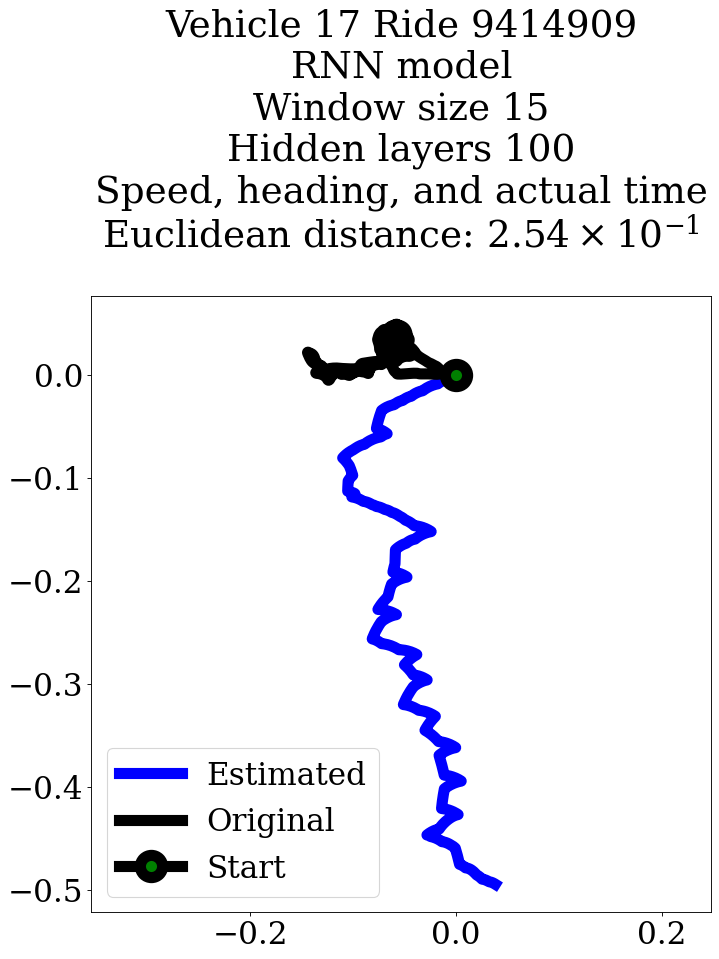 Vehicle 17 Ride 9414909
RNN model
Window size 15
Hidden layers 100
Speed, heading, and actual time
Euclidean distance: 2.54 × 10⁻¹
0.0
−0.1
−0.2
−0.3
−0.4
−0.5
Estimated
Original
Start
−0.2 0.0 0.2